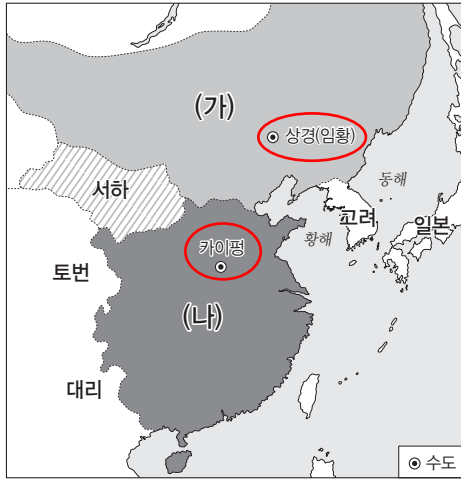 (가)
상경(임황)
서하
동해
고려
일본
황해
카이펑
토번
(나)
대리
수도